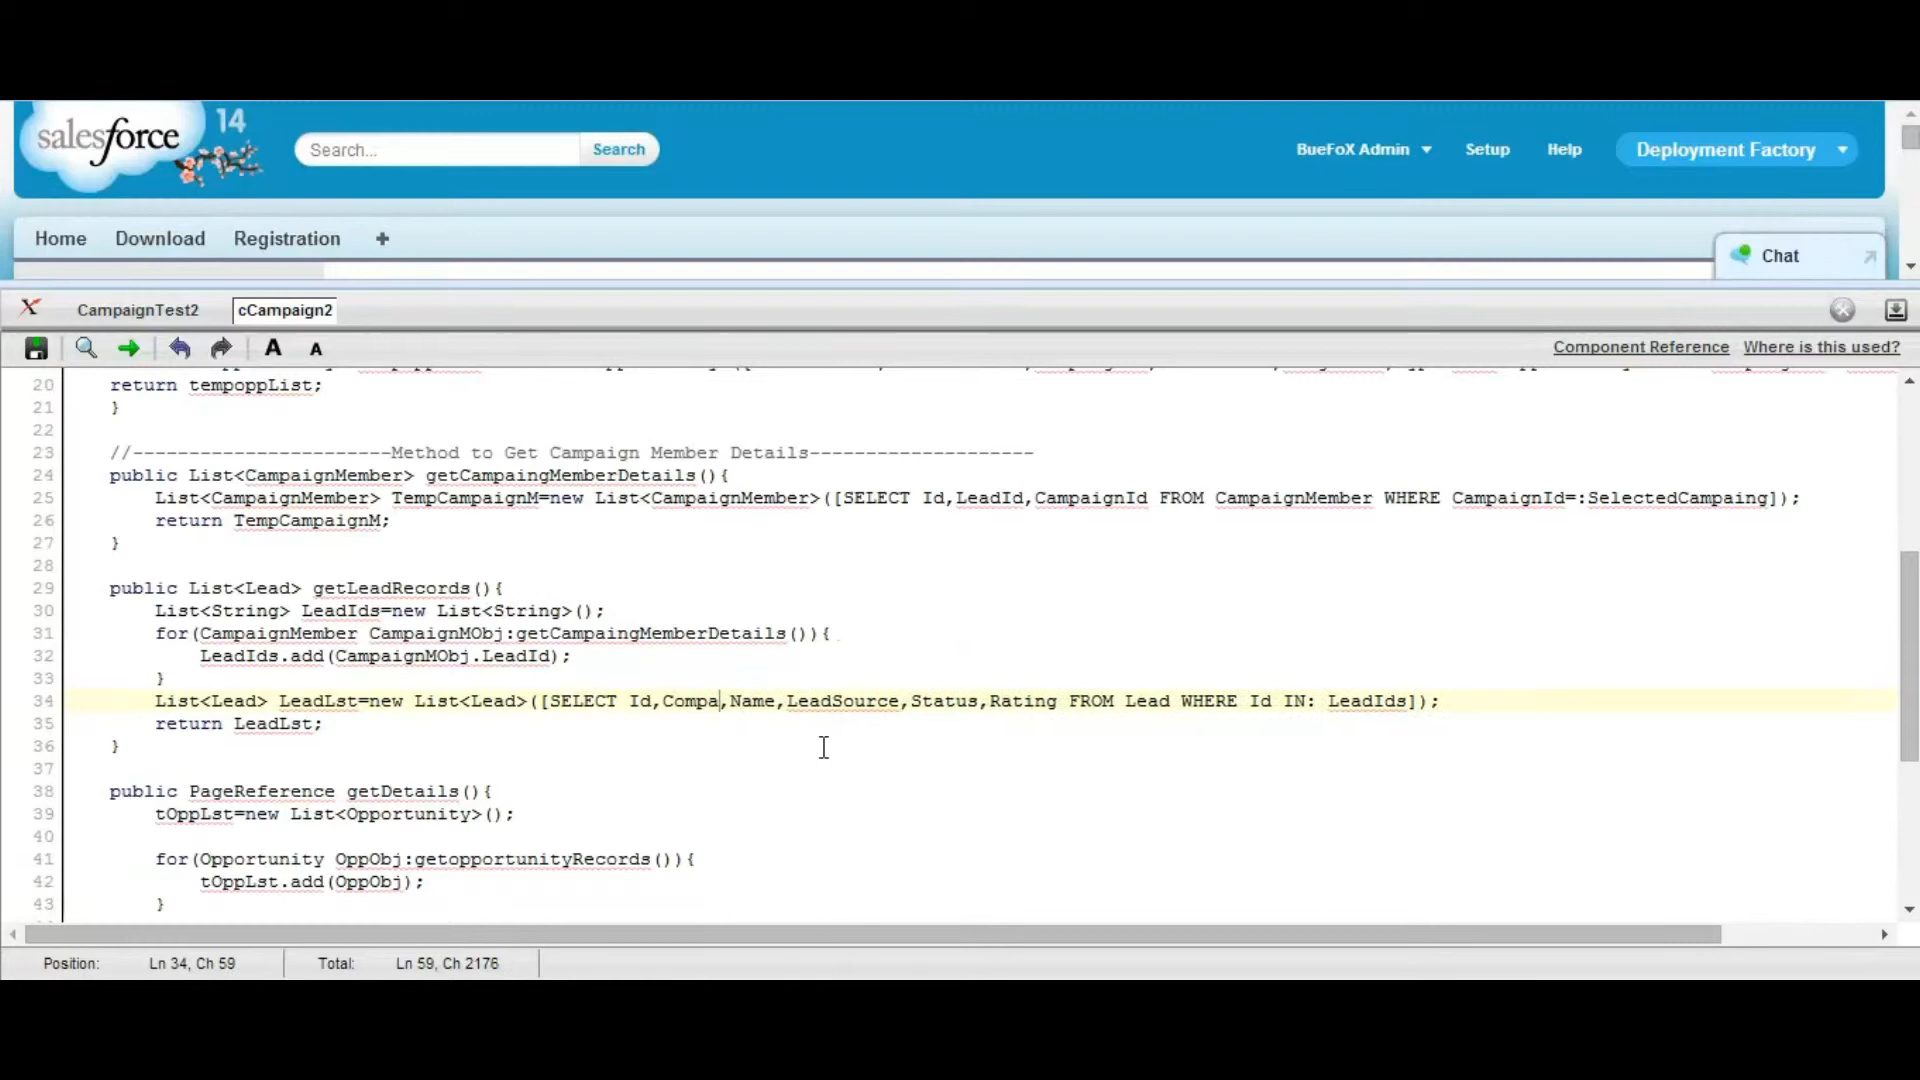 salesforce
14
Search...
Search
BueFoX Admin
Setup
Help
Deployment Factory
Home
Download
Registration
+
Chat
CampaignTest2
cCampaign2
A
A
Component Reference
Where is this used?
20 return tempoppList;
21 }
22
23 //-----------------------Method to Get Campaign Member Details--------------------
24 public List<CampaignMember> getCampaingMemberDetails(){
25 List<CampaignMember> TempCampaignM=new List<CampaignMember>([SELECT Id,LeadId,CampaignId FROM CampaignMember WHERE CampaignId=:SelectedCampaing]);
26 return TempCampaignM;
27 }
28
29 public List<Lead> getLeadRecords(){
30 List<String> LeadIds=new List<String>();
31 for(CampaignMember CampaignMObj:getCampaingMemberDetails()){
32 LeadIds.add(CampaignMObj.LeadId);
33 }
34 List<Lead> LeadLst=new List<Lead>([SELECT Id,Compa,Name,LeadSource,Status,Rating FROM Lead WHERE Id IN: LeadIds]);
35 return LeadLst;
36 }
37
38 public PageReference getDetails(){
39 tOppLst=new List<Opportunity>();
40
41 for(Opportunity OppObj:getopportunityRecords()){
42 tOppLst.add(OppObj);
43 }
Position: Ln 34, Ch 59 Total: Ln 59, Ch 2176